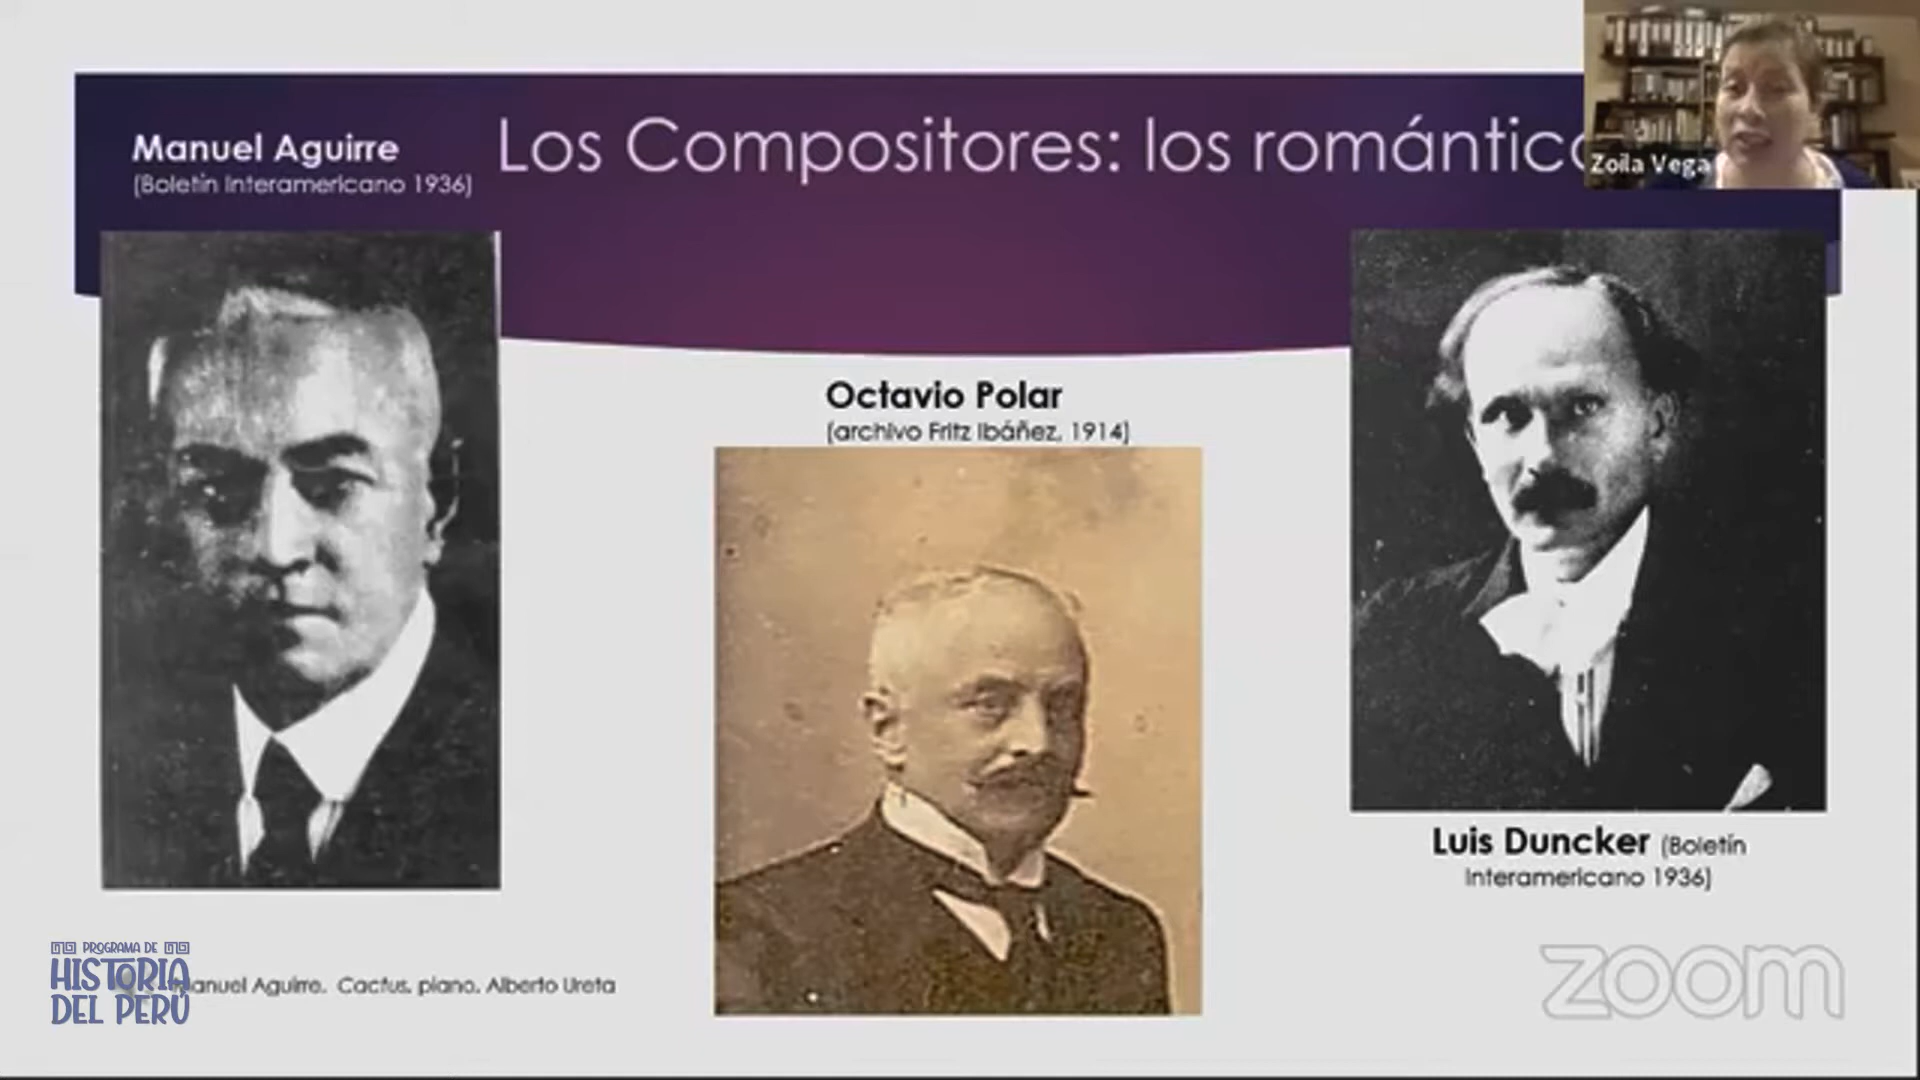 Manuel Aguirre
(Boletín Interamericano 1936)
Los Compositores: los romántico
Zoila Vega
Octavio Polar
(archivo Fritz Ibáñez, 1914)
Luis Duncker (Boletín
Interamericano 1936)
PROGRAMA DE
HISTORIA
DEL PERÚ
Manuel Aguirre. Cactus, piano. Alberto Ureta
zoom